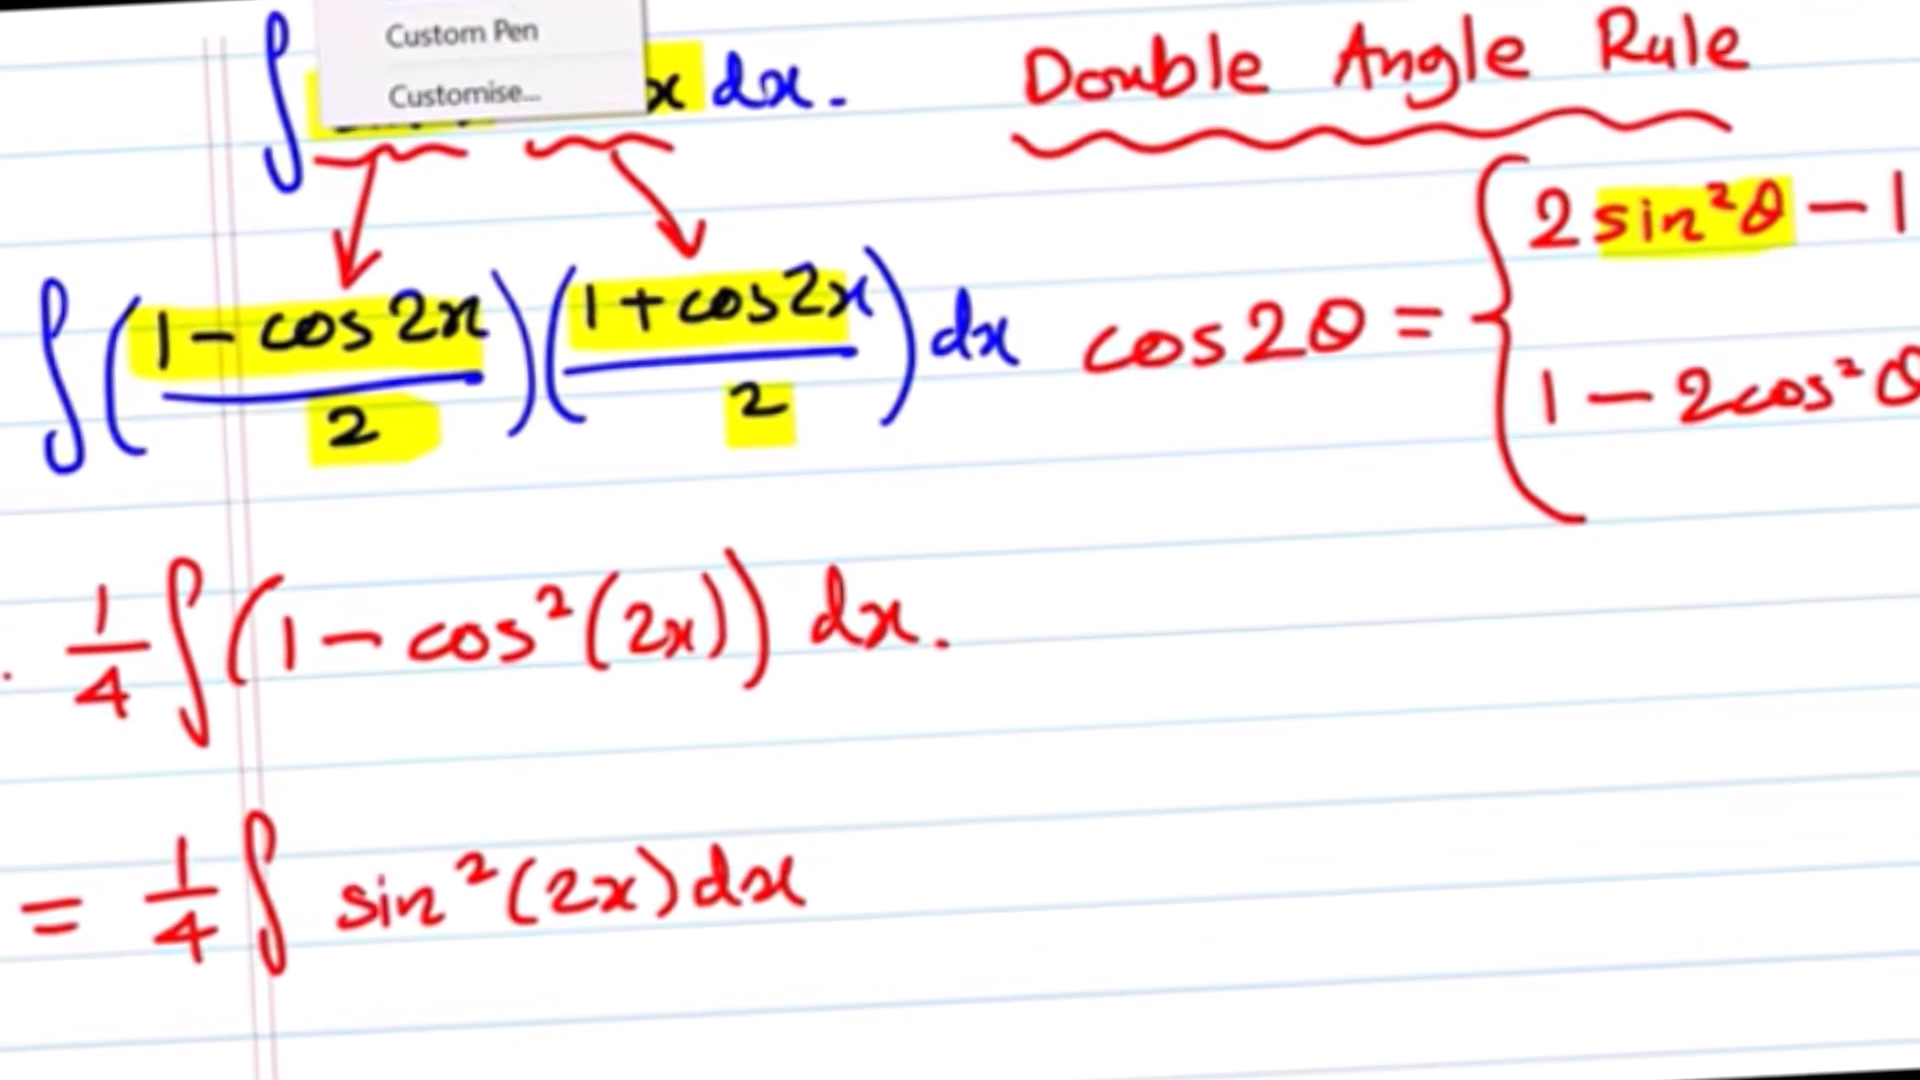 Custom Pen
Customise...
∫ x dx.
Double Angle Rule
∫ (1 - cos 2x / 2) (1 + cos 2x / 2) dx
cos 2θ = { 2 sin²θ - 1
1 - 2cos²θ
. 1/4 ∫ (1 - cos²(2x)) dx.
= 1/4 ∫ sin²(2x) dx